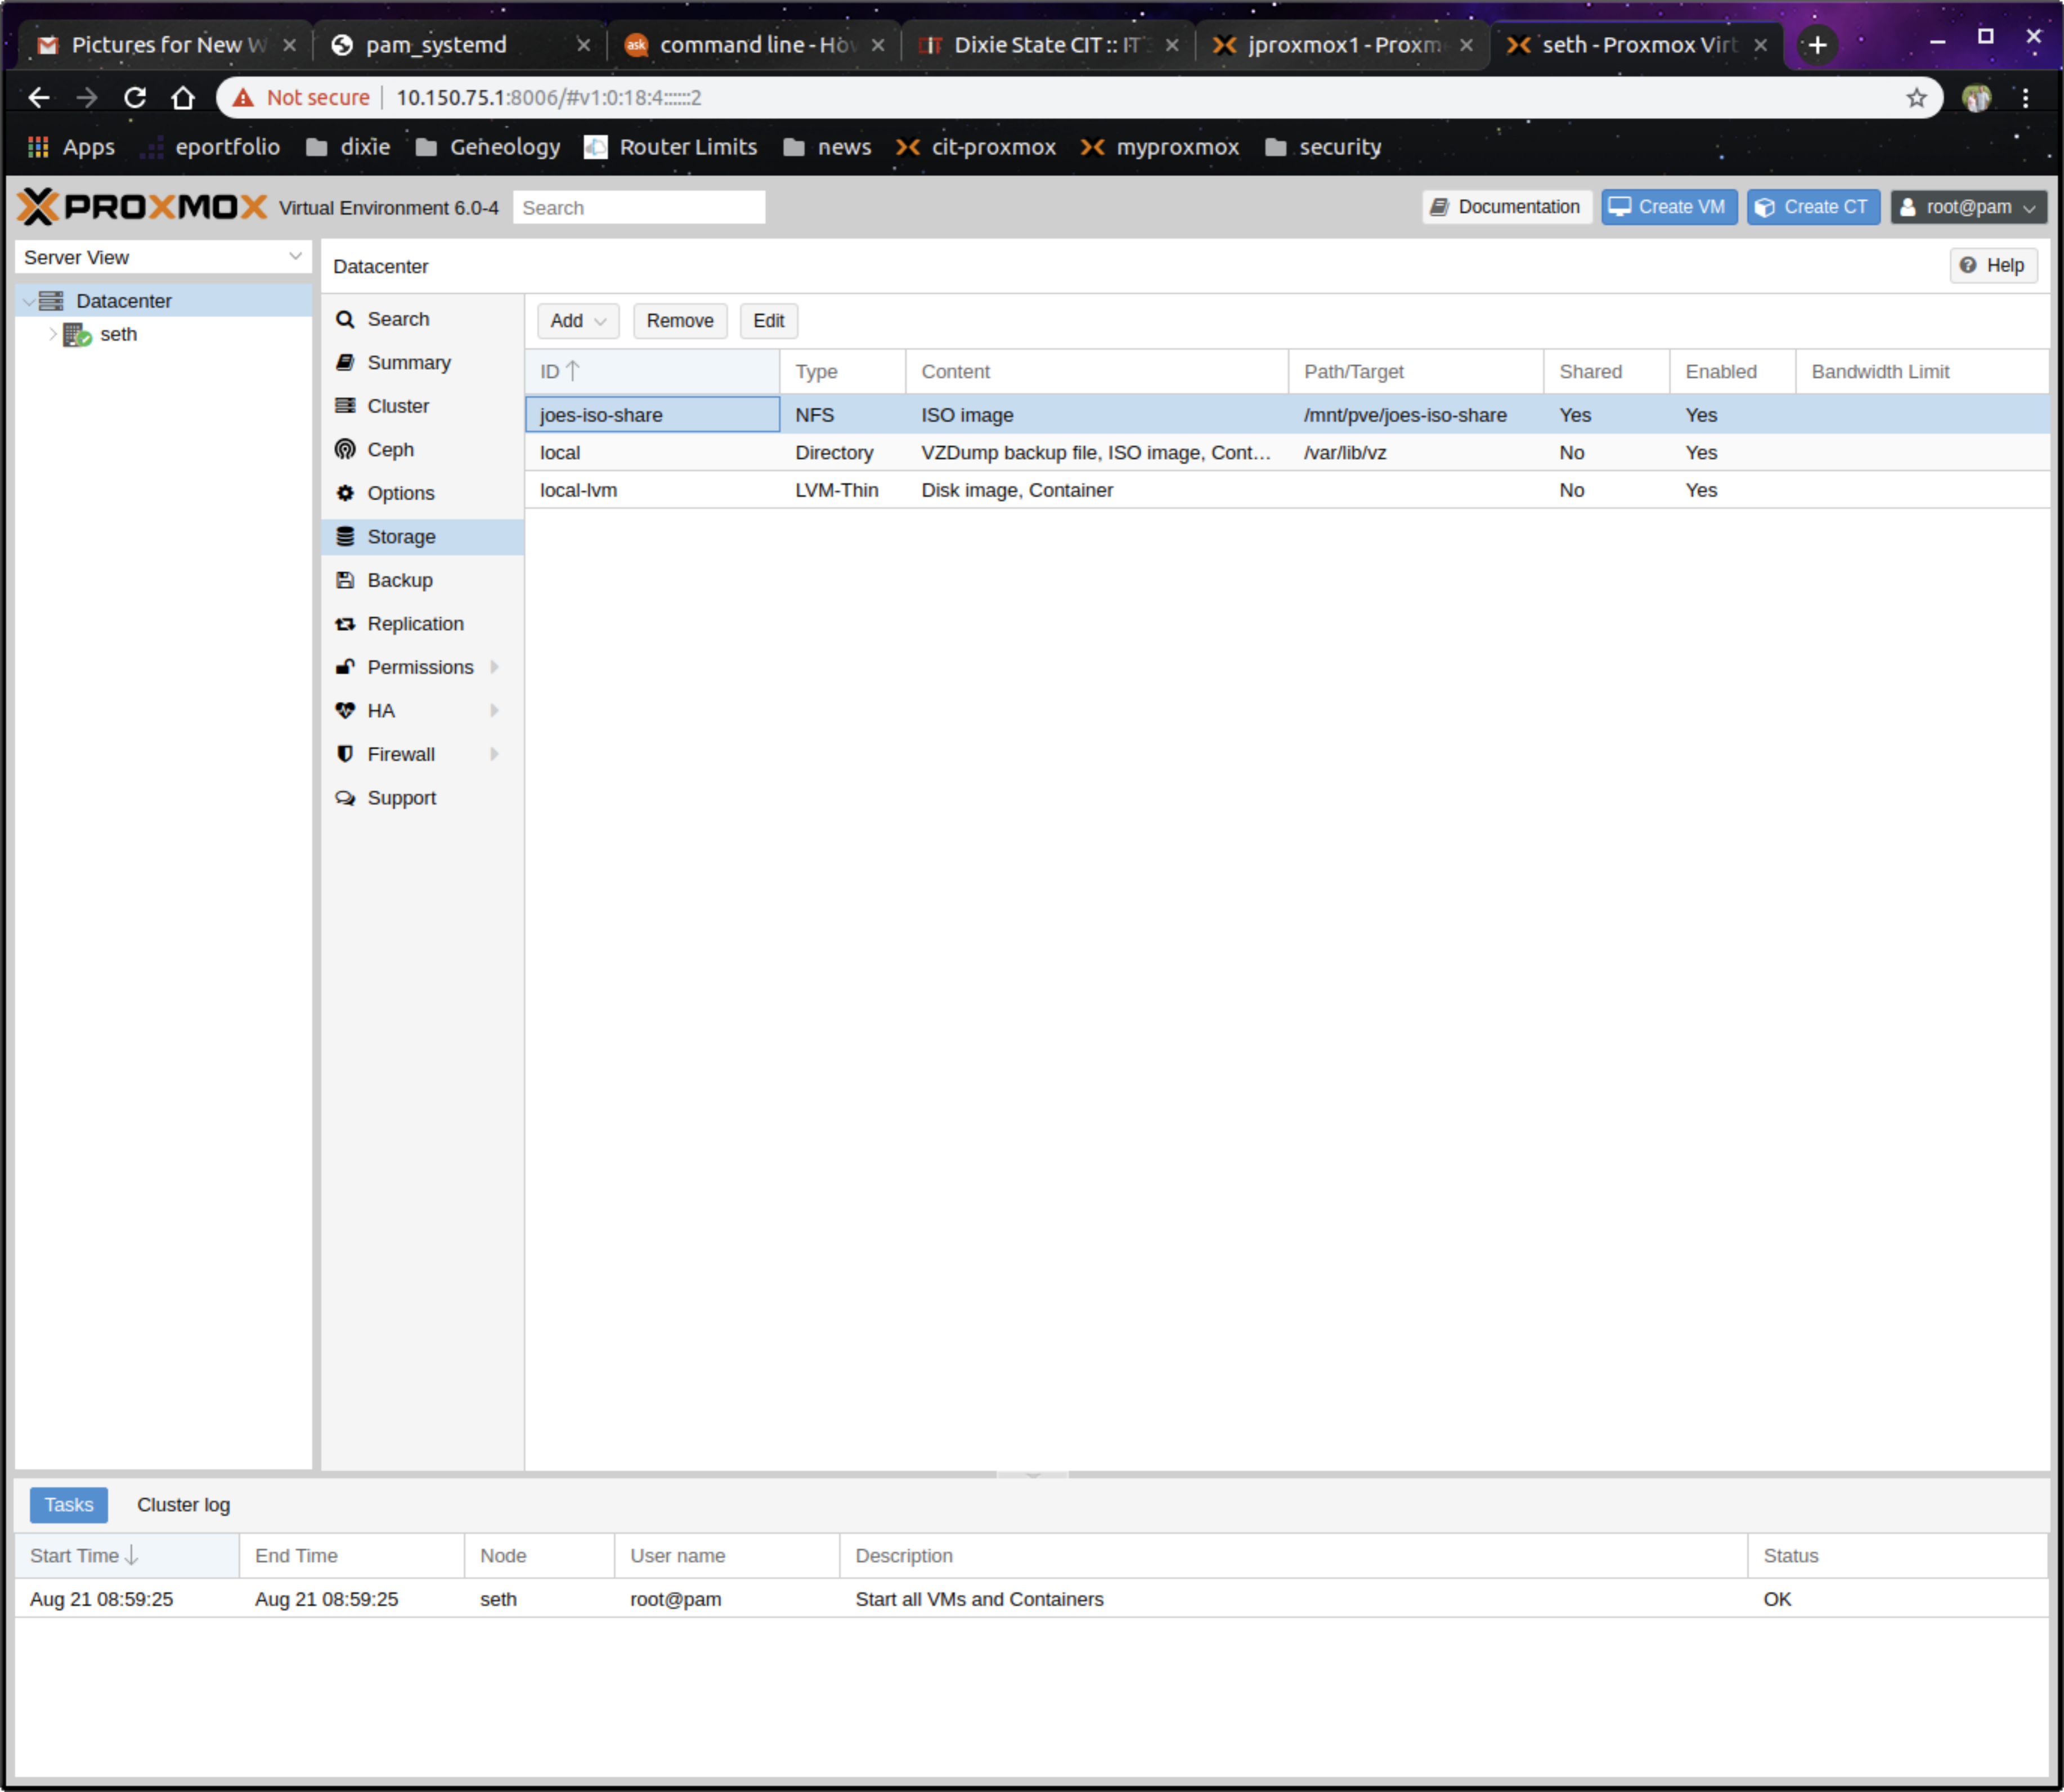 Pictures for New W
pam_systemd
ask command line - How
CIT Dixie State CIT :: IT
jproxmox1 - Proxm
seth - Proxmox Virt
Not secure 10.150.75.1:8006/#v1:0:18:4::::::2
Apps eportfolio dixie Geneology Router Limits news cit-proxmox myproxmox security
PROXMOX Virtual Environment 6.0-4 Search Documentation Create VM Create CT root@pam
Server View
Datacenter
seth
Datacenter Help
Search
Summary
Cluster
Ceph
Options
Storage
Backup
Replication
Permissions
HA
Firewall
Support
Add Remove Edit
ID Type Content Path/Target Shared Enabled Bandwidth Limit
joes-iso-share NFS ISO image /mnt/pve/joes-iso-share Yes Yes
local Directory VZDump backup file, ISO image, Cont... /var/lib/vz No Yes
local-lvm LVM-Thin Disk image, Container No Yes
Tasks Cluster log
Start Time End Time Node User name Description Status
Aug 21 08:59:25 Aug 21 08:59:25 seth root@pam Start all VMs and Containers OK